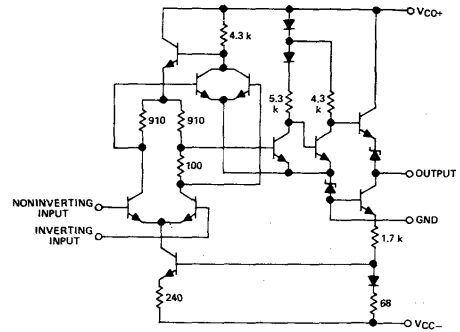 VCC+
4.3 k
5.3
k
4.3
k
910
910
100
OUTPUT
NONINVERTING
INPUT
GND
INVERTING
INPUT
1.7 k
240
68
VCC−